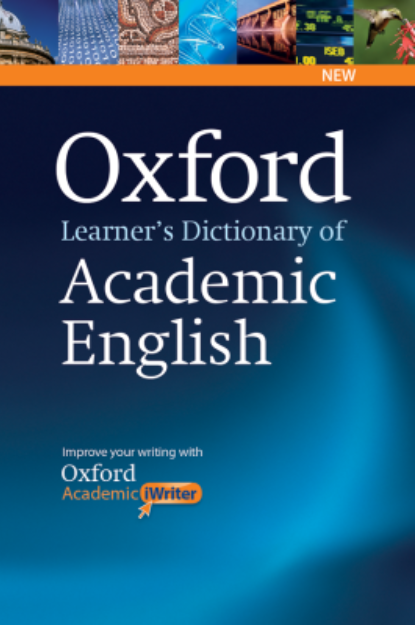 NEW
Oxford
Learner's Dictionary of
Academic
English
Improve your writing with
Oxford
Academic iWriter